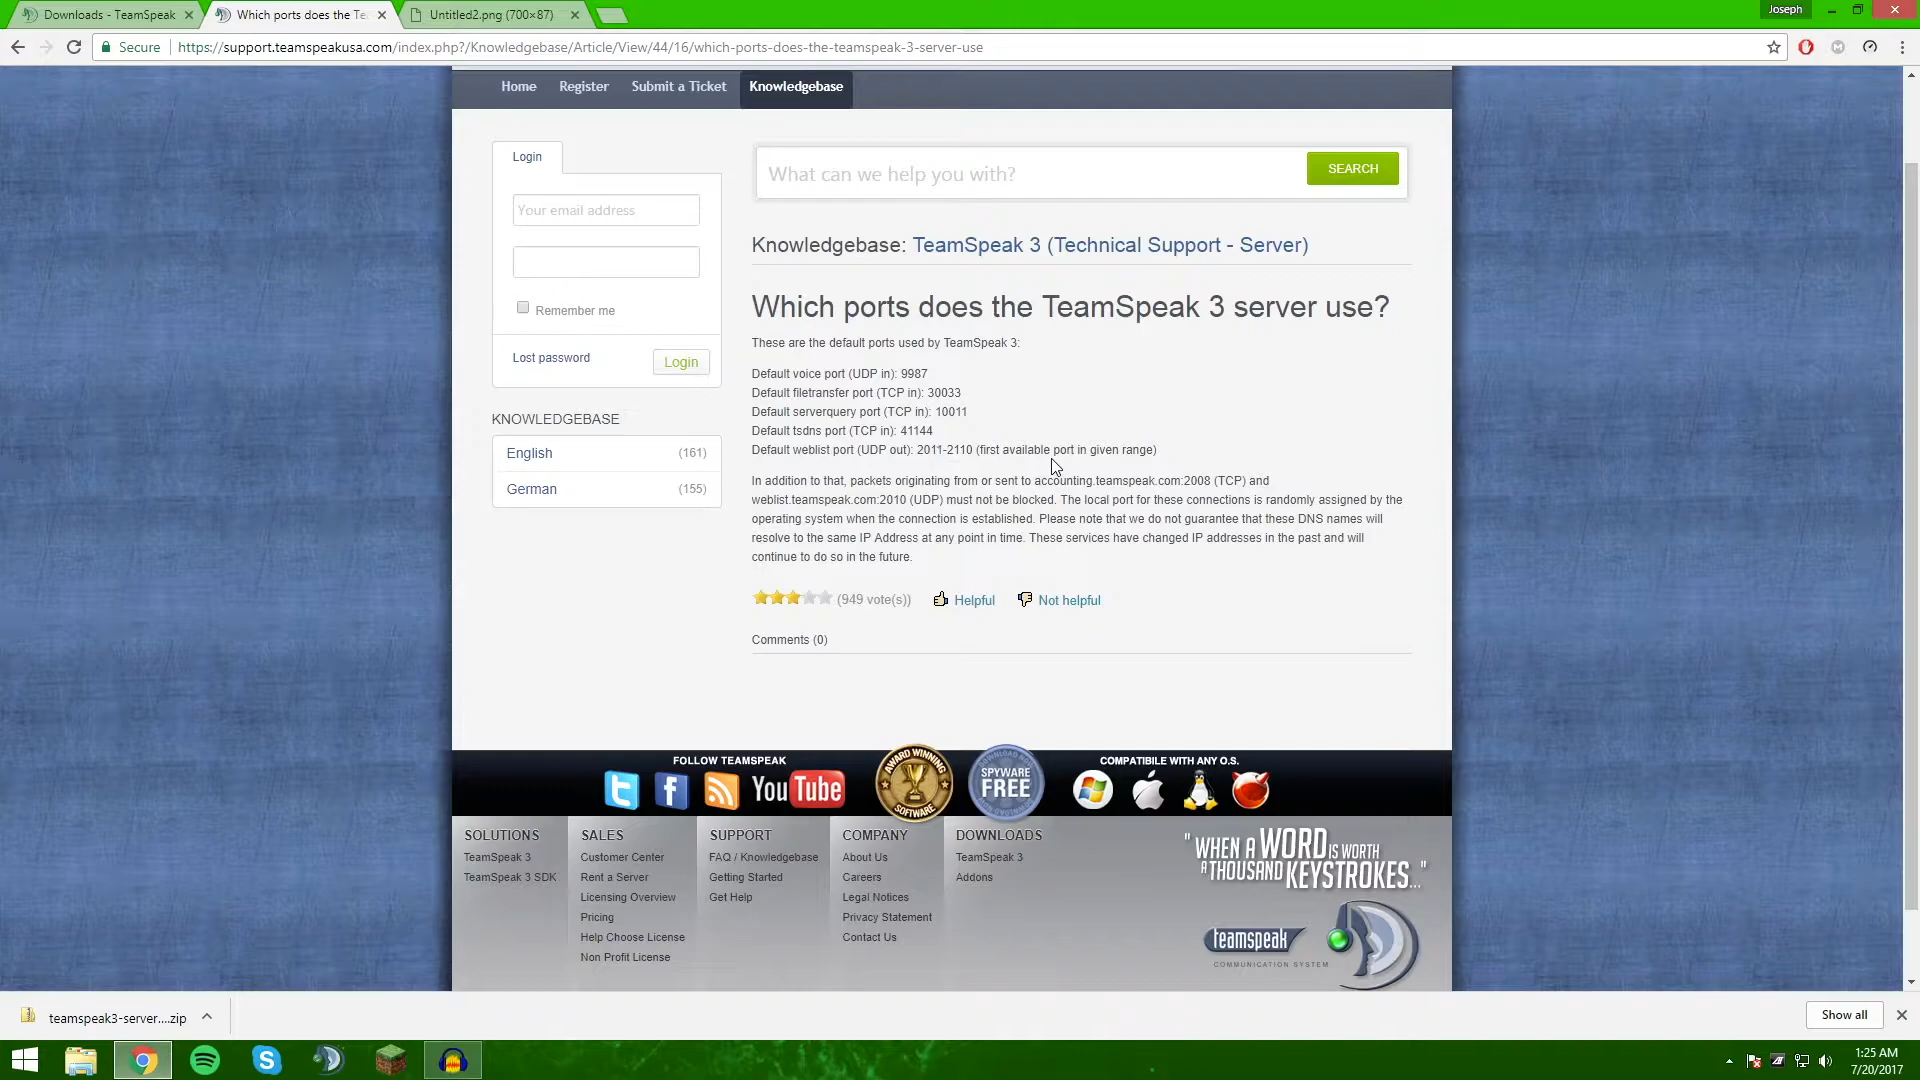 Downloads - TeamSpeak
Which ports does the Te
Untitled2.png (700×87)
Joseph
Secure
https://support.teamspeakusa.com/index.php?/Knowledgebase/Article/View/44/16/which-ports-does-the-teamspeak-3-server-use
Home Register Submit a Ticket Knowledgebase
Login
Your email address
Remember me
Lost password
Login
KNOWLEDGEBASE
English (161)
German (155)
What can we help you with?
SEARCH
Knowledgebase: TeamSpeak 3 (Technical Support - Server)
Which ports does the TeamSpeak 3 server use?
These are the default ports used by TeamSpeak 3:
Default voice port (UDP in): 9987
Default filetransfer port (TCP in): 30033
Default serverquery port (TCP in): 10011
Default tsdns port (TCP in): 41144
Default weblist port (UDP out): 2011-2110 (first available port in given range)
In addition to that, packets originating from or sent to accounting.teamspeak.com:2008 (TCP) and
weblist.teamspeak.com:2010 (UDP) must not be blocked. The local port for these connections is randomly assigned by the
operating system when the connection is established. Please note that we do not guarantee that these DNS names will
resolve to the same IP Address at any point in time. These services have changed IP addresses in the past and will
continue to do so in the future.
(949 vote(s)) Helpful Not helpful
Comments (0)
FOLLOW TEAMSPEAK
YouTube
AWARD WINNING
SOFTWARE
SPYWARE
FREE
COMPATIBILE WITH ANY O.S.
SOLUTIONS
TeamSpeak 3
TeamSpeak 3 SDK
SALES
Customer Center
Rent a Server
Licensing Overview
Pricing
Help Choose License
Non Profit License
SUPPORT
FAQ / Knowledgebase
Getting Started
Get Help
COMPANY
About Us
Careers
Legal Notices
Privacy Statement
Contact Us
DOWNLOADS
TeamSpeak 3
Addons
"WHEN A WORD IS WORTH
A THOUSAND KEYSTROKES..."
teamspeak
COMMUNICATION SYSTEM
teamspeak3-server....zip
Show all
1:25 AM
7/20/2017